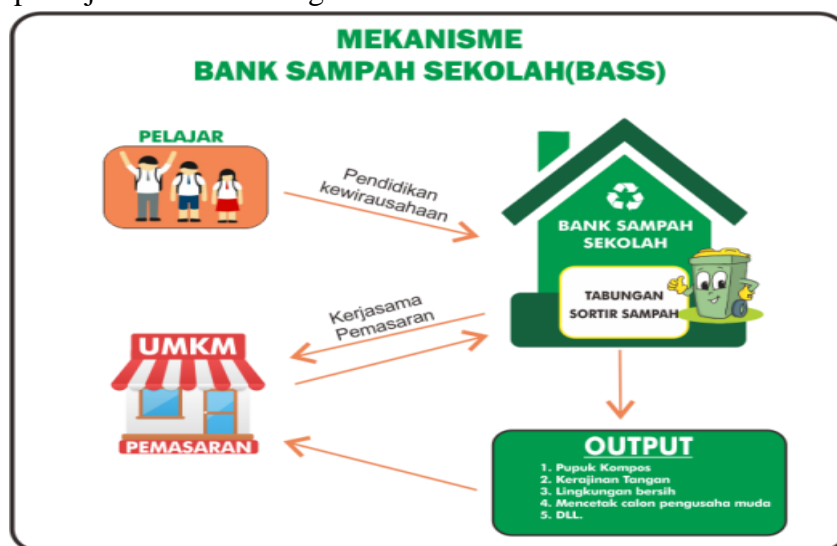 MEKANISME
BANK SAMPAH SEKOLAH(BASS)
PELAJAR
Pendidikan
kewirausahaan
BANK SAMPAH
SEKOLAH
TABUNGAN
SORTIR SAMPAH
Kerjasama
Pemasaran
UMKM
PEMASARAN
OUTPUT
1. Pupuk Kompos
2. Kerajinan Tangan
3. Lingkungan bersih
4. Mencetak calon pengusaha muda
5. DLL.